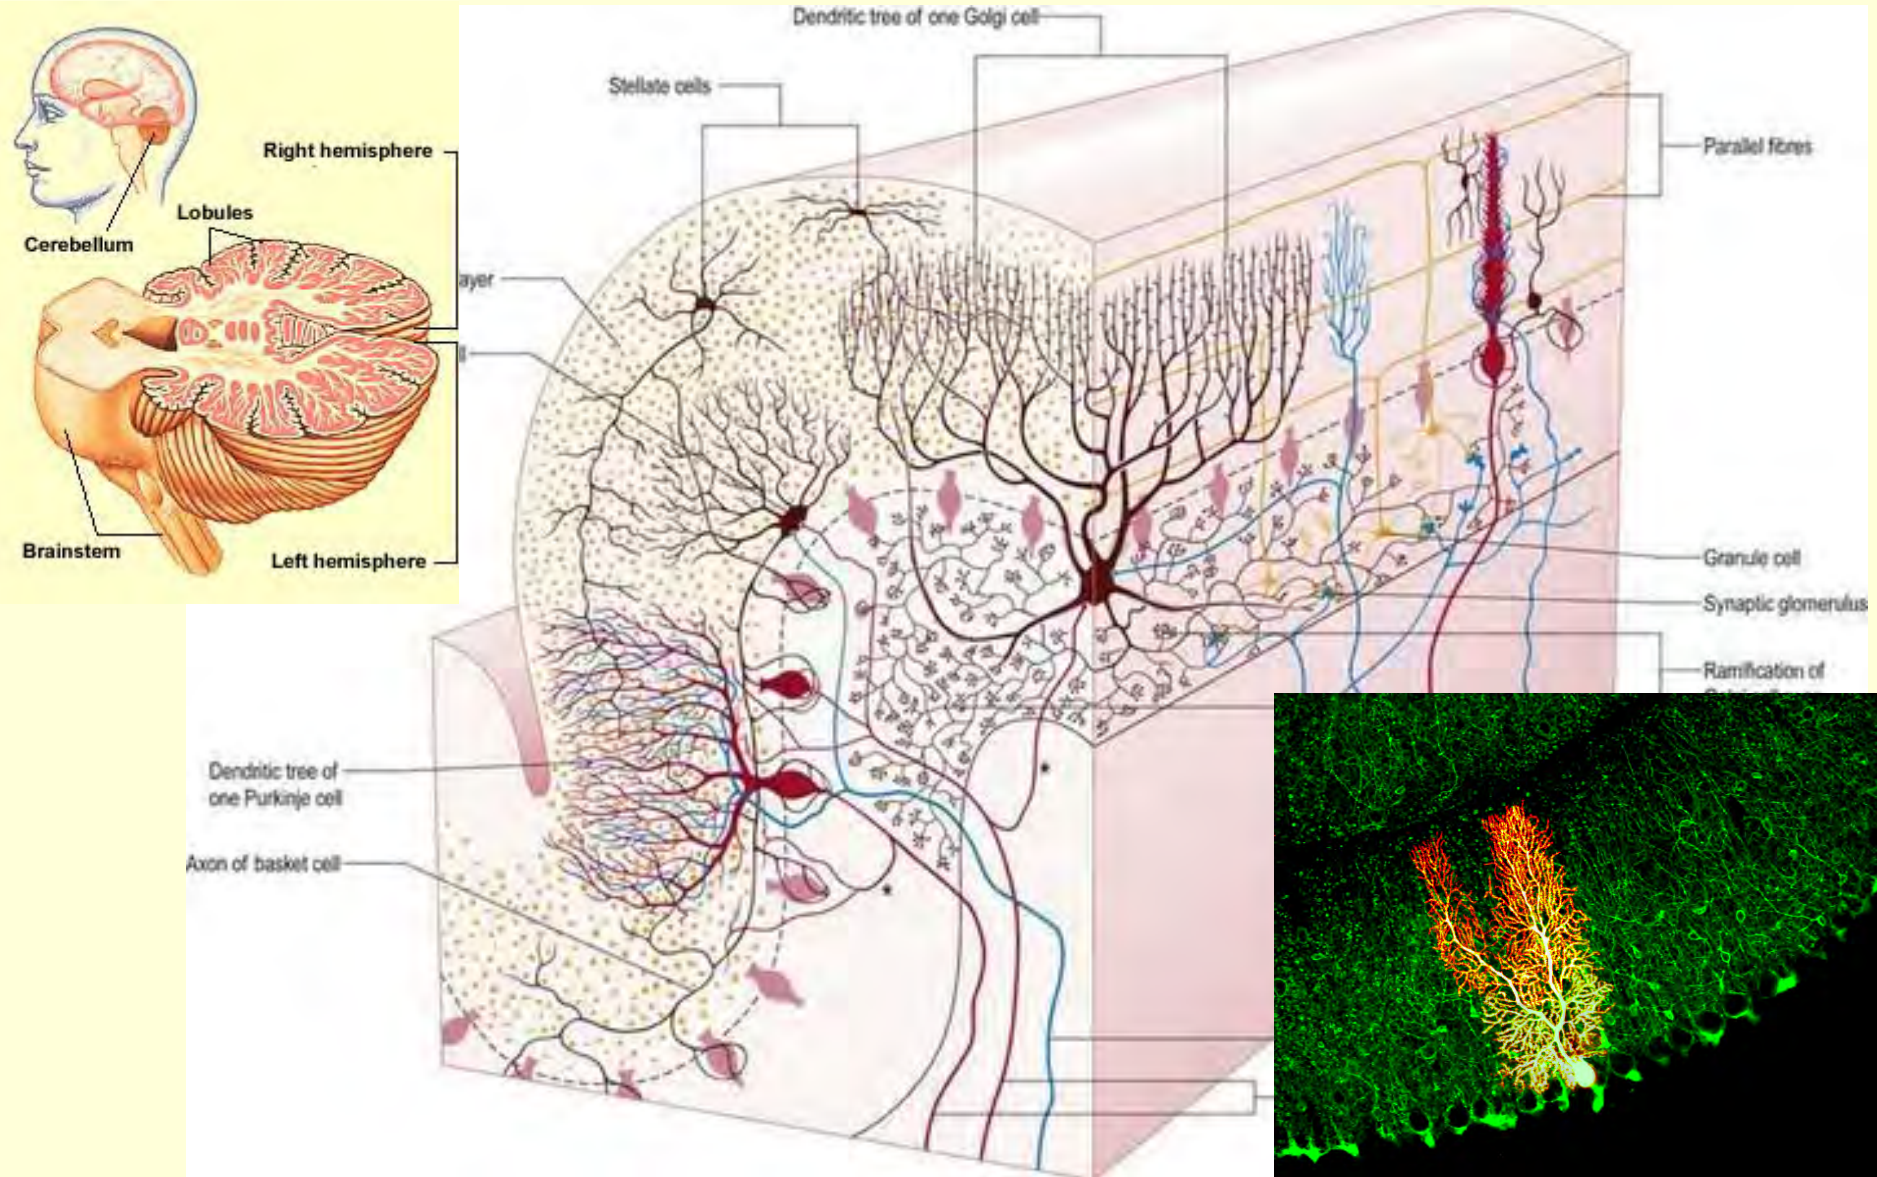 Dendritic tree of one Golgi cell
Stellate cells
Right hemisphere
Parallel fibres
Lobules
Cerebellum
ayer
ll
Brainstem
Left hemisphere
Granule cell
Synaptic glomerulus
Ramification of
Dendritic tree of
one Purkinje cell
*
Axon of basket cell
*